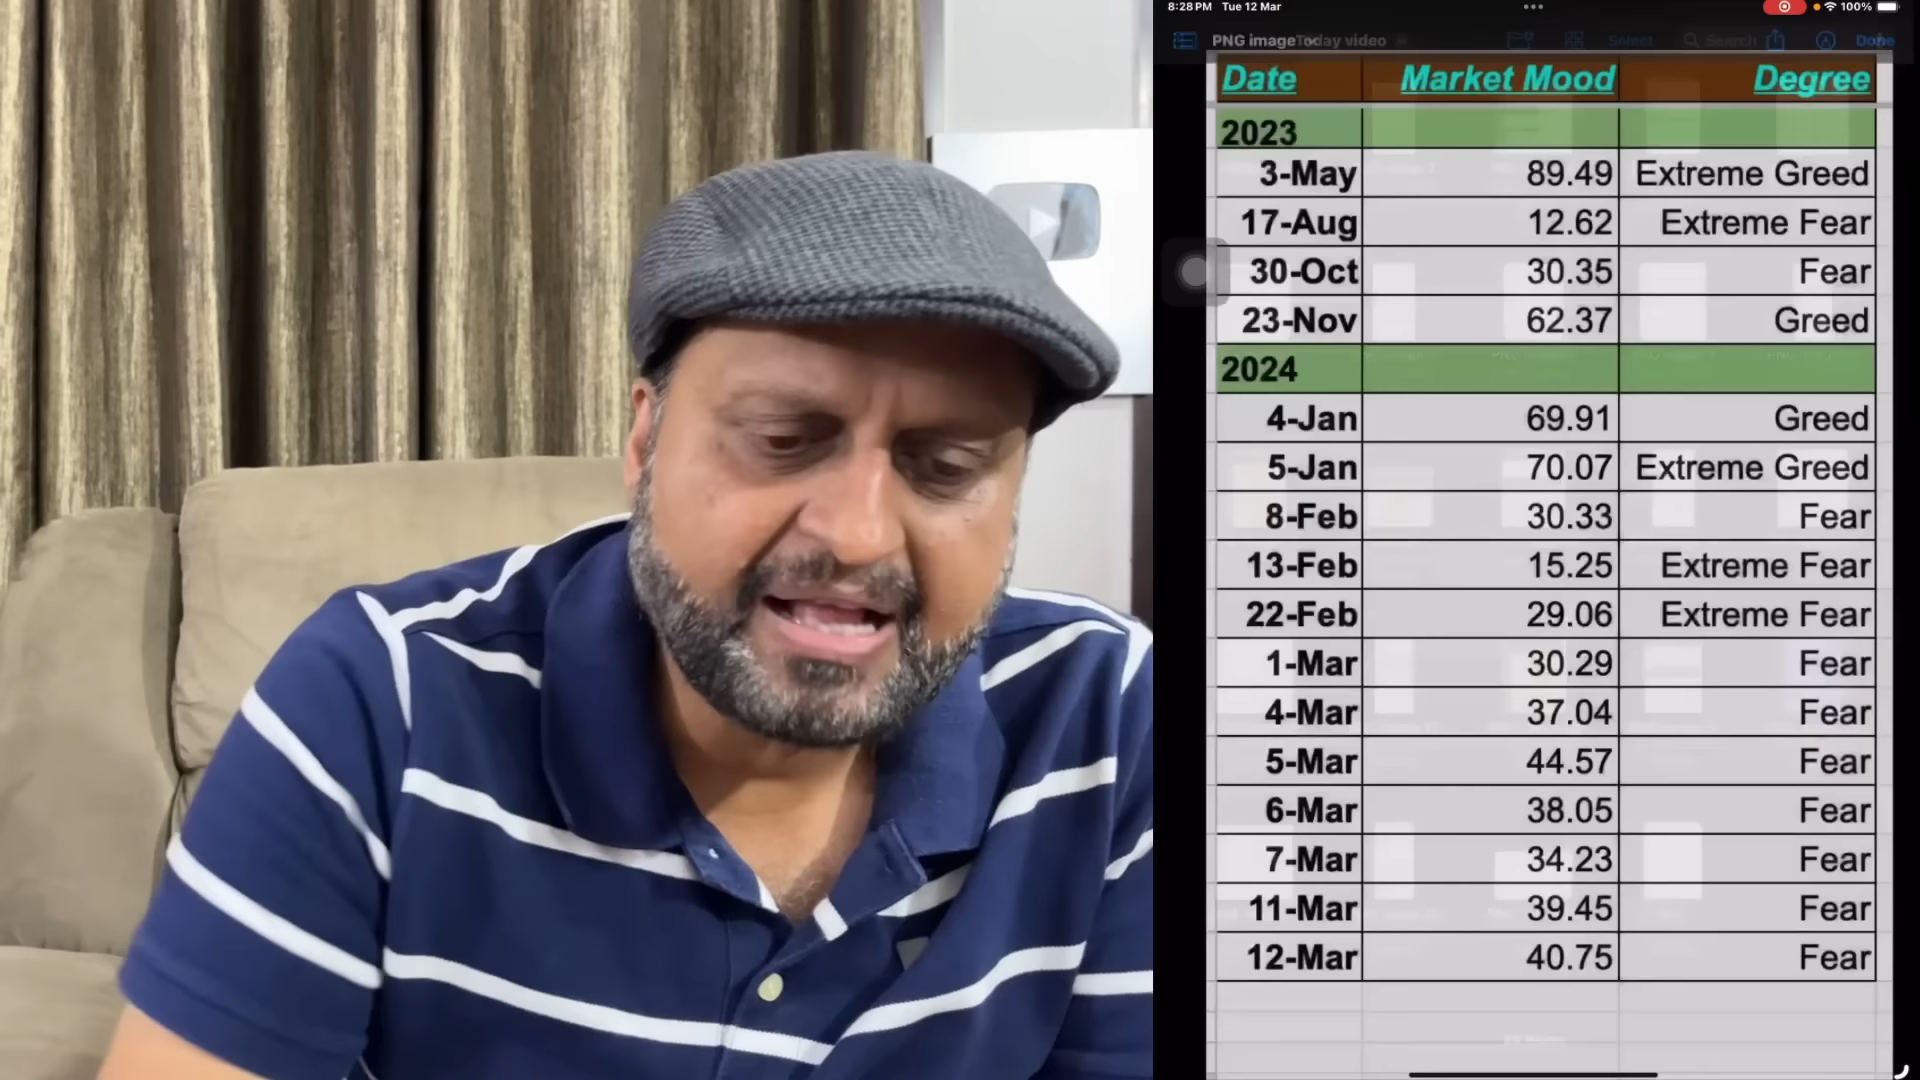 8:28 PM Tue 12 Mar 100%
PNG image Today video Select Search Done
Date Market Mood Degree
2023
3-May 89.49 Extreme Greed
17-Aug 12.62 Extreme Fear
30-Oct 30.35 Fear
23-Nov 62.37 Greed
2024
4-Jan 69.91 Greed
5-Jan 70.07 Extreme Greed
8-Feb 30.33 Fear
13-Feb 15.25 Extreme Fear
22-Feb 29.06 Extreme Fear
1-Mar 30.29 Fear
4-Mar 37.04 Fear
5-Mar 44.57 Fear
6-Mar 38.05 Fear
7-Mar 34.23 Fear
11-Mar 39.45 Fear
12-Mar 40.75 Fear